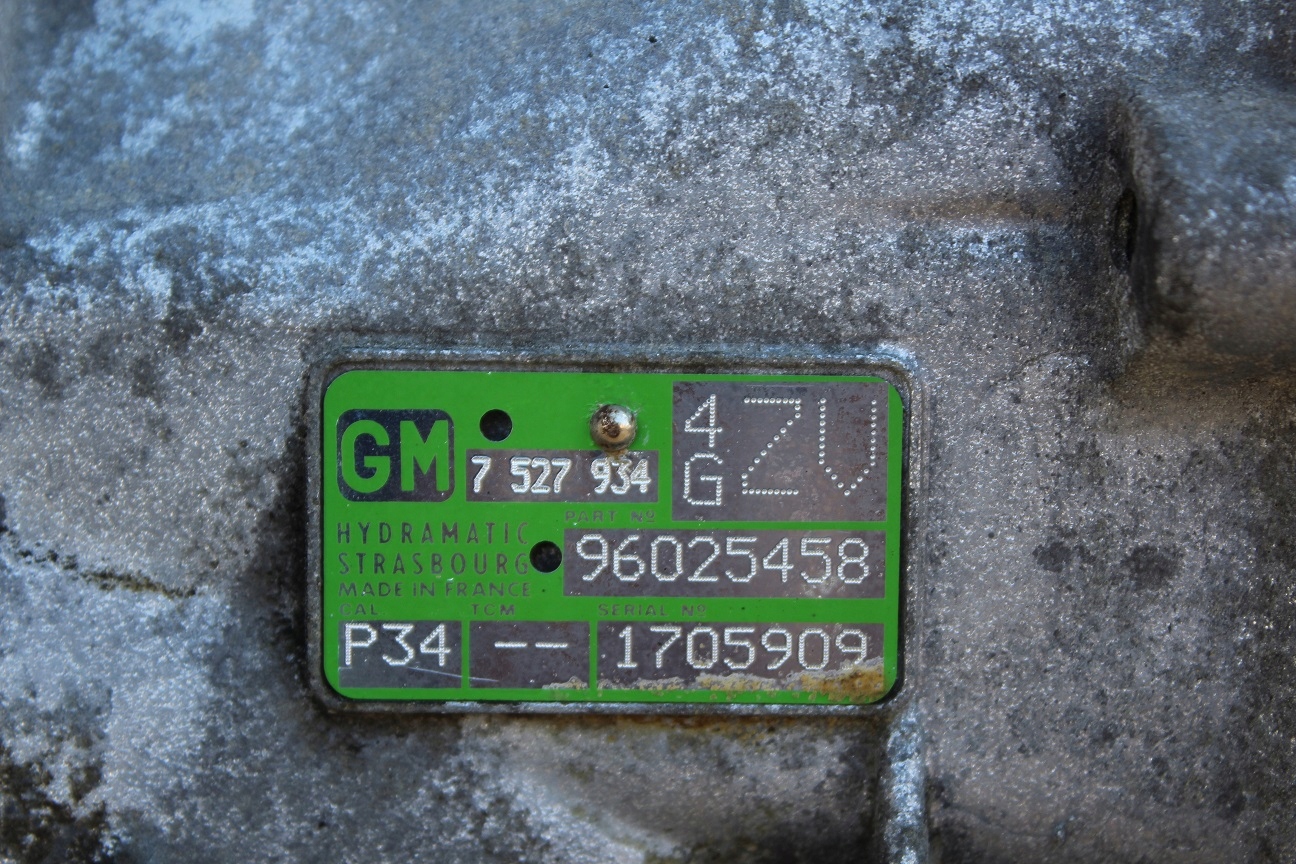 GM
7 527 934
4 ZV
G
PART Nº
HYDRAMATIC
STRASBOURG
MADE IN FRANCE
96025458
CAL TCM SERIAL Nº
P34 -- 1705909